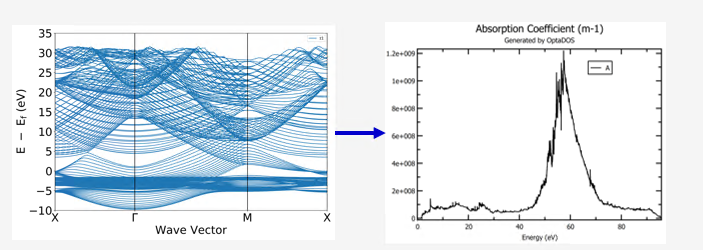 35
30
25
20
15
10
5
0
−5
−10
E − Ef (eV)
X Γ M X
Wave Vector
Absorption Coefficient (m-1)
Generated by OptaDOS
A
1.2e+009
1e+009
8e+008
6e+008
4e+008
2e+008
0
0 20 40 60 80
Energy (eV)